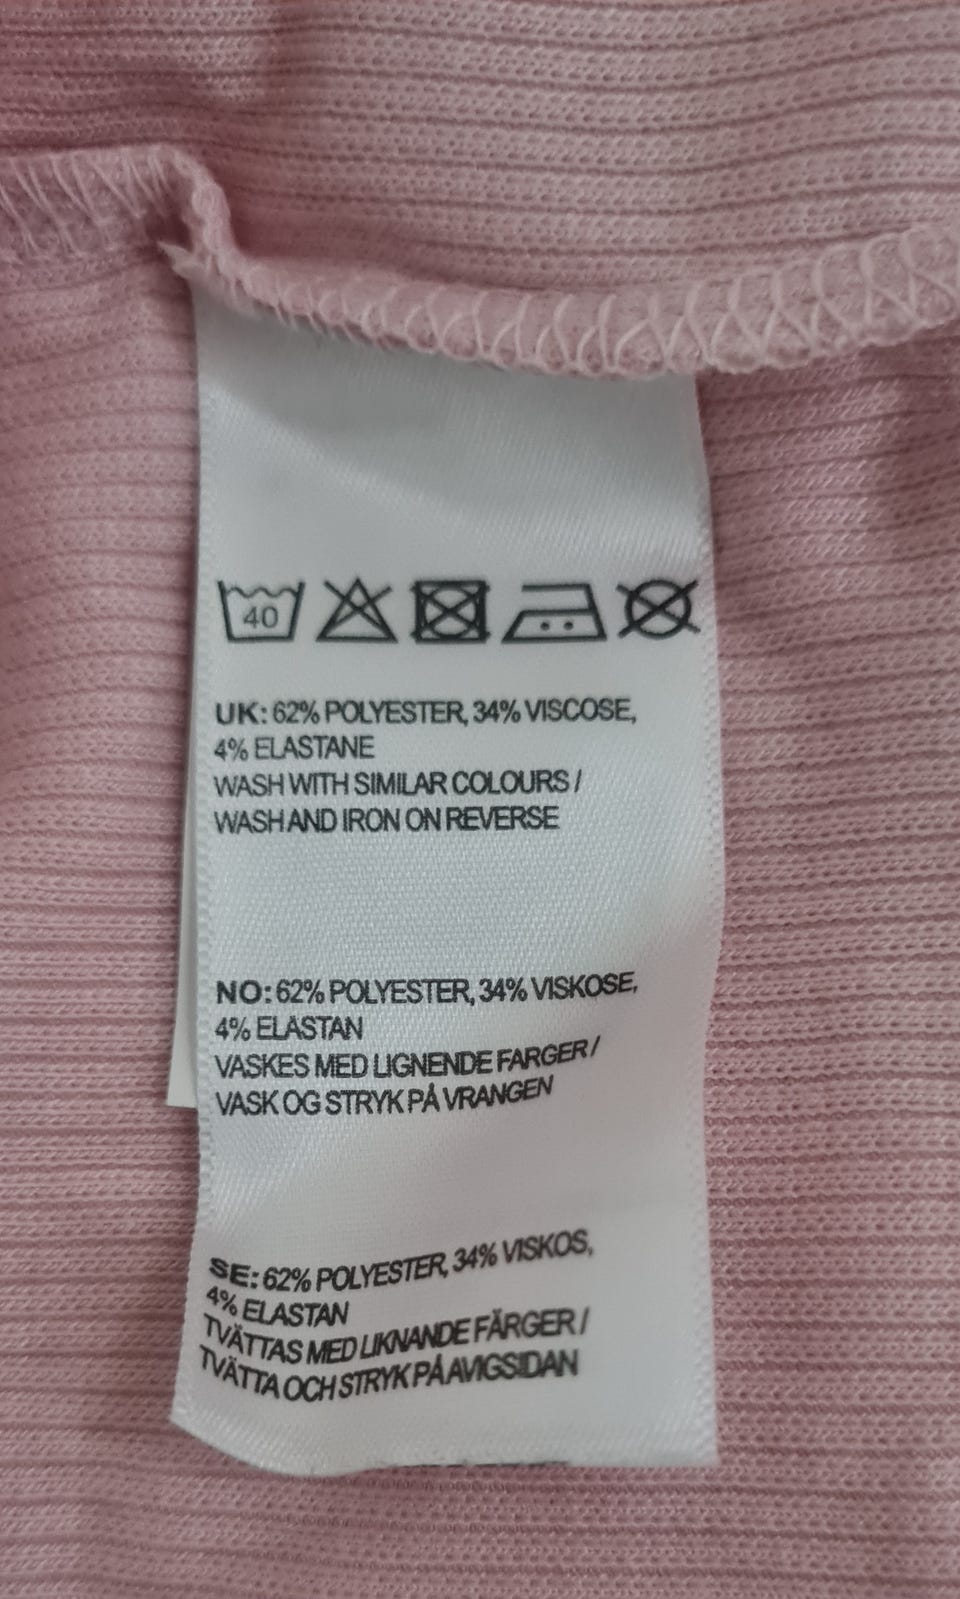 40
UK: 62% POLYESTER, 34% VISCOSE,
4% ELASTANE
WASH WITH SIMILAR COLOURS /
WASH AND IRON ON REVERSE
NO: 62% POLYESTER, 34% VISKOSE,
4% ELASTAN
VASKES MED LIGNENDE FARGER /
VASK OG STRYK PÅ VRANGEN
SE: 62% POLYESTER, 34% VISKOS,
4% ELASTAN
TVÄTTAS MED LIKNANDE FÄRGER /
TVÄTTA OCH STRYK PÅ AVIGSIDAN